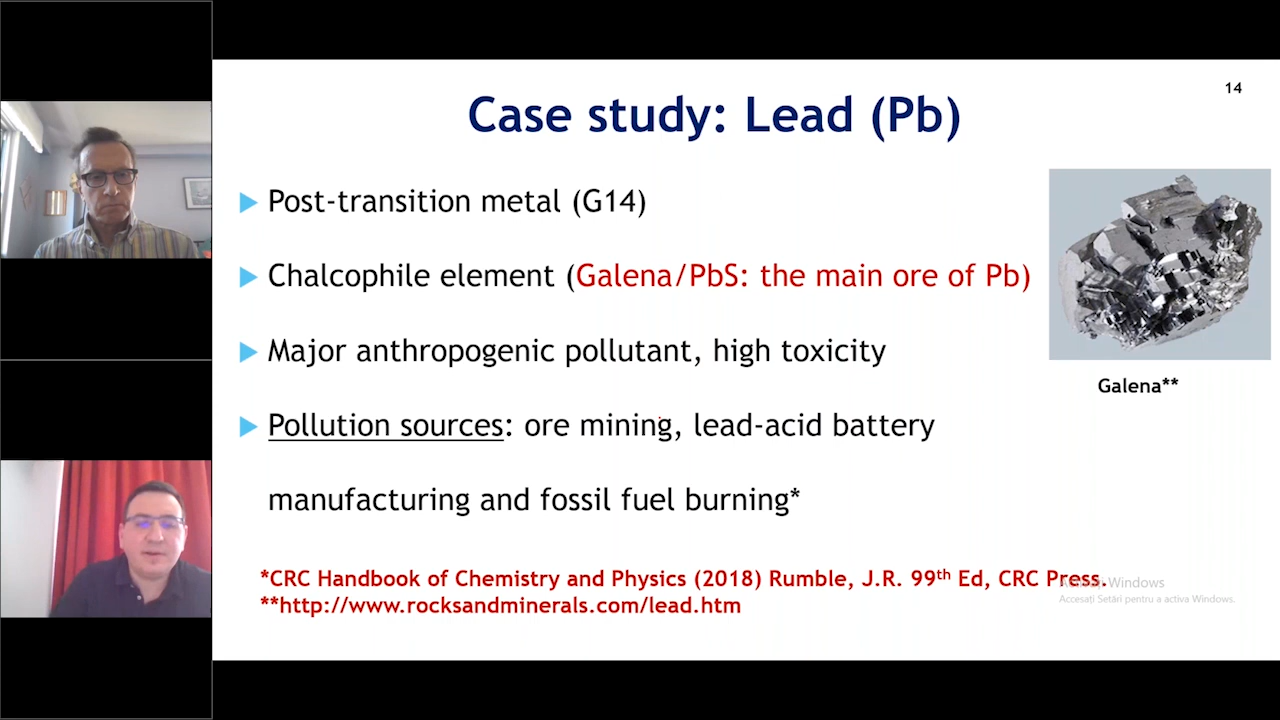 14
Case study: Lead (Pb)
Post-transition metal (G14)
Chalcophile element (Galena/PbS: the main ore of Pb)
Major anthropogenic pollutant, high toxicity
Galena**
Pollution sources: ore mining, lead-acid battery
manufacturing and fossil fuel burning*
*CRC Handbook of Chemistry and Physics (2018) Rumble, J.R. 99th Ed, CRC Press.
**http://www.rocksandminerals.com/lead.htm
Windows
Accesați Setări pentru a activa Windows.